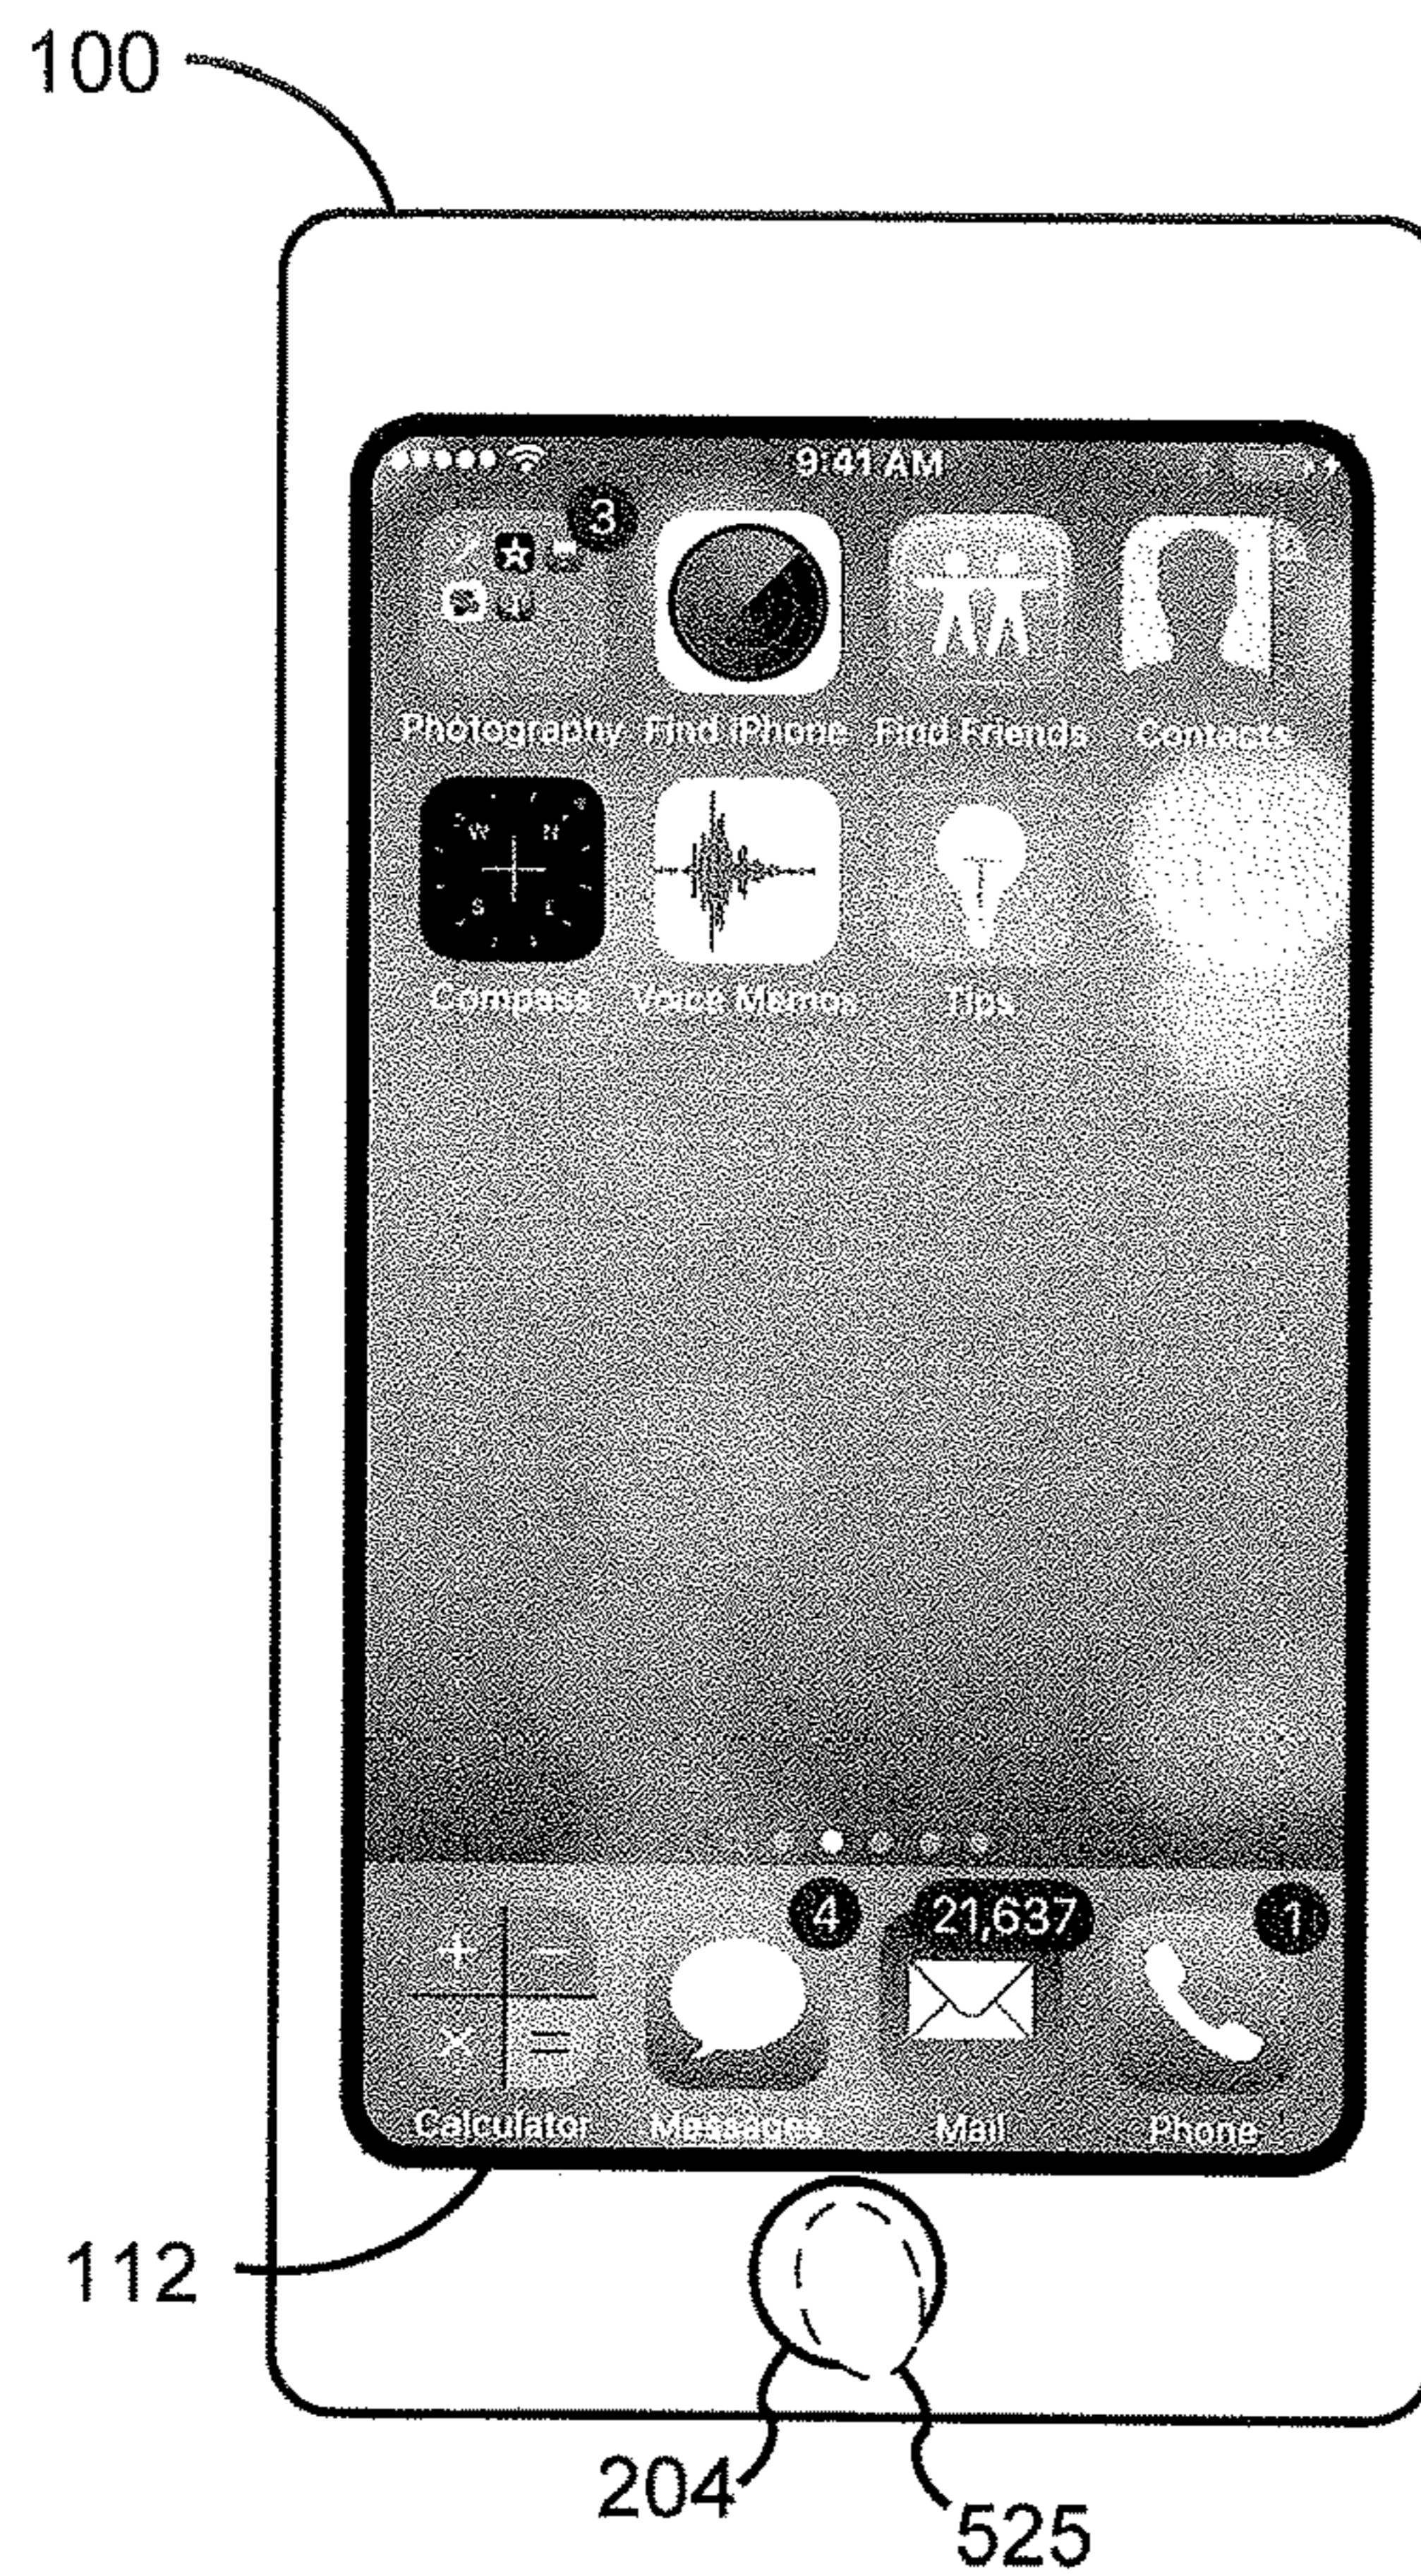 100
9:41 AM
3
Photography Find iPhone Find Friends Contacts
W N
S E
Compass Voice Memos Tips
4 21,637 1
+ −
× =
Calculator Messages Mail Phone
112
204
525